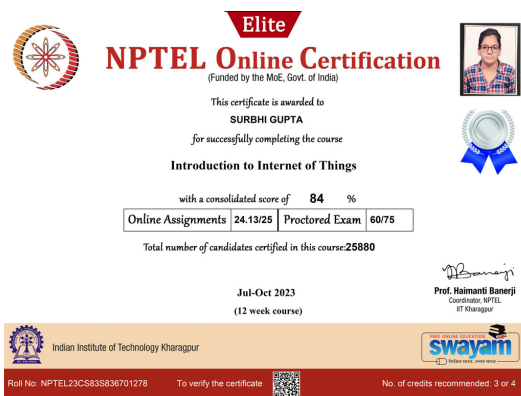 Elite
NPTEL Online Certification
(Funded by the MoE, Govt. of India)
This certificate is awarded to
SURBHI GUPTA
for successfully completing the course
Introduction to Internet of Things
with a consolidated score of 84 %
Online Assignments 24.13/25 Proctored Exam 60/75
Total number of candidates certified in this course:25880
Jul-Oct 2023
(12 week course)
Prof. Haimanti Banerji
Coordinator, NPTEL
IIT Kharagpur
Indian Institute of Technology Kharagpur
FREE ONLINE EDUCATION
swayam
शिक्षित भारत, उन्नत भारत
Roll No: NPTEL23CS83S836701278 To verify the certificate No. of credits recommended: 3 or 4